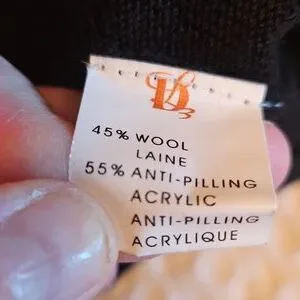 45% WOOL
LAINE
55% ANTI-PILLING
ACRYLIC
ANTI-PILLING
ACRYLIQUE